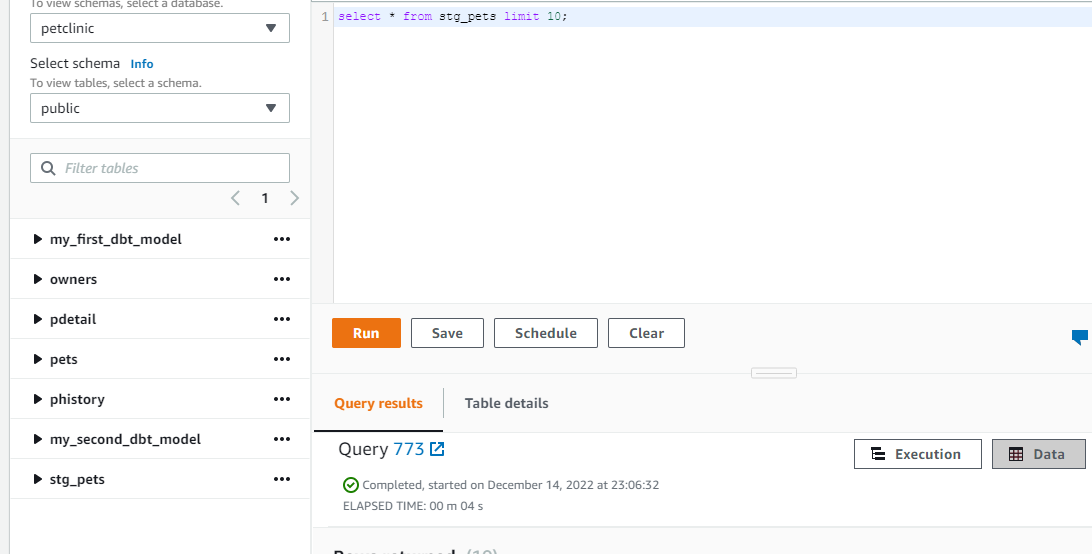 To view schemas, select a database.
petclinic
Select schema Info
To view tables, select a schema.
public
Filter tables
1
my_first_dbt_model
owners
pdetail
pets
phistory
my_second_dbt_model
stg_pets
1 select * from stg_pets limit 10;
Run Save Schedule Clear
Query results Table details
Query 773
Execution Data
Completed, started on December 14, 2022 at 23:06:32
ELAPSED TIME: 00 m 04 s
Rows returned (10)